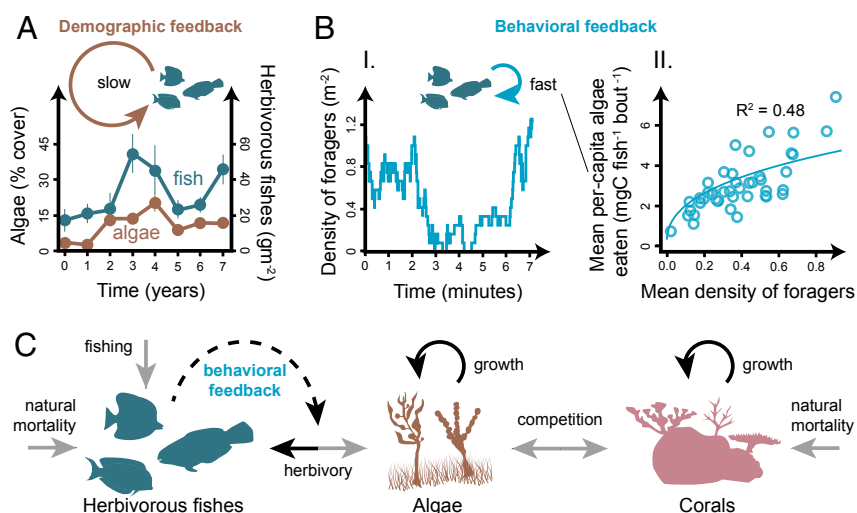 A
Demographic feedback
slow
Algae (% cover)
45
30
15
0
fish
algae
60
40
20
0
Herbivorous fishes (gm⁻²)
0 1 2 3 4 5 6 7
Time (years)
B
Behavioral feedback
I.
fast
Density of foragers (m⁻²)
1.2
0.8
0.4
0
0 1 2 3 4 5 6 7
Time (minutes)
II.
R² = 0.48
Mean per-capita algae
eaten (mgC fish⁻¹ bout⁻¹)
6
4
2
0
0 0.2 0.4 0.6 0.8
Mean density of foragers
C
fishing
behavioral
feedback
natural
mortality
herbivory
Herbivorous fishes
growth
Algae
competition
growth
Corals
natural
mortality